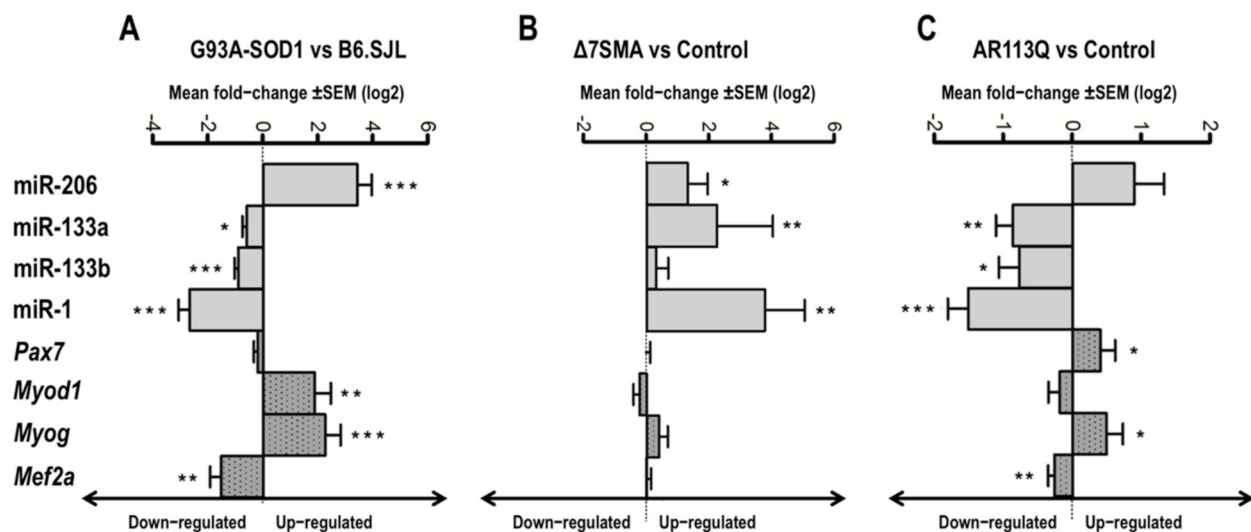 A
G93A-SOD1 vs B6.SJL
Mean fold−change ±SEM (log2)
-4 -2 0 2 4 6
B
Δ7SMA vs Control
Mean fold−change ±SEM (log2)
-2 0 2 4 6
C
AR113Q vs Control
Mean fold−change ±SEM (log2)
-2 -1 0 1 2
miR-206 *** *
miR-133a * ** **
miR-133b *** *
miR-1 *** ** ***
Pax7 *
Myod1 **
Myog *** *
Mef2a ** **
Down-regulated Up-regulated
Down-regulated Up-regulated
Down-regulated Up-regulated